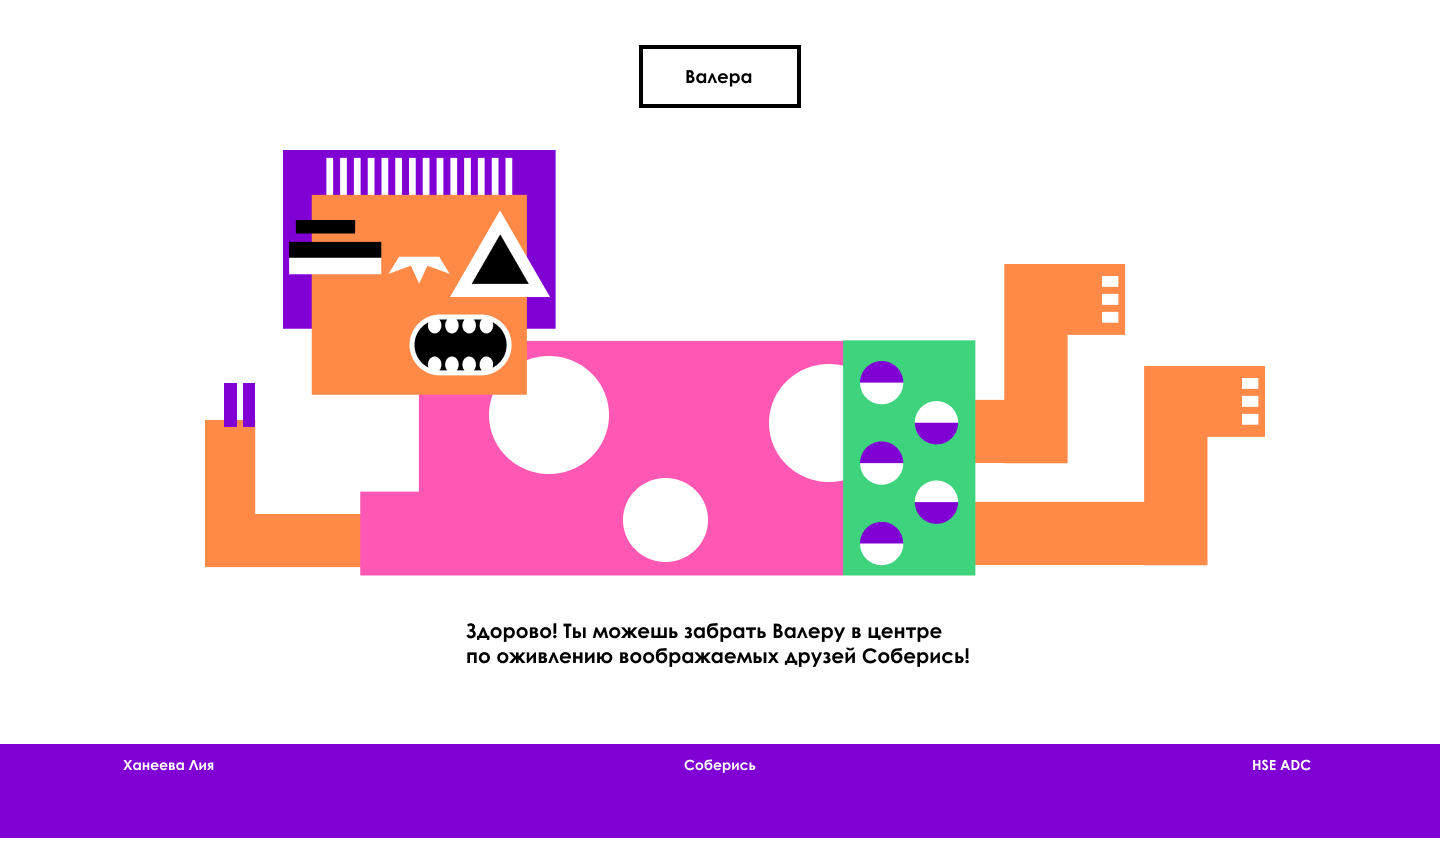 Валера
Здорово! Ты можешь забрать Валеру в центре
по оживлению воображаемых друзей Соберись!
Ханеева Лия
Соберись
HSE ADC